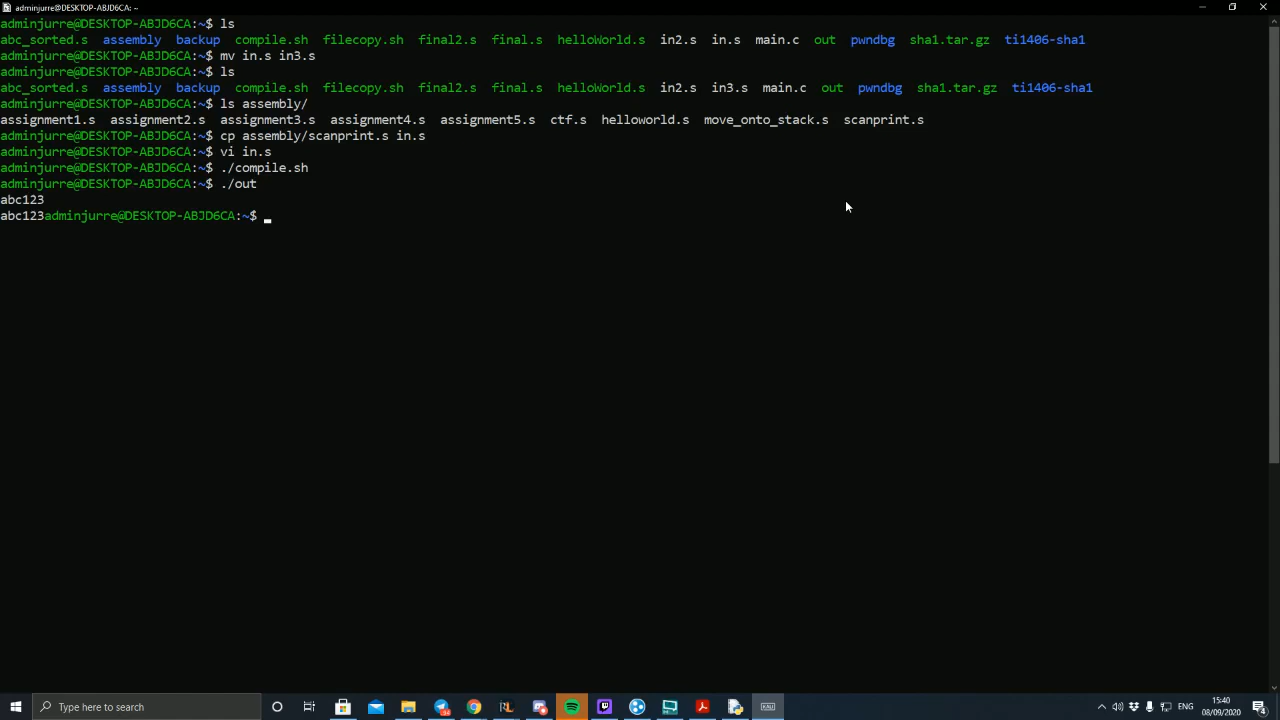 adminjurre@DESKTOP-ABJD6CA: ~
adminjurre@DESKTOP-ABJD6CA:~$ ls
abc_sorted.s assembly backup compile.sh filecopy.sh final2.s final.s helloWorld.s in2.s in.s main.c out pwndbg sha1.tar.gz ti1406-sha1
adminjurre@DESKTOP-ABJD6CA:~$ mv in.s in3.s
adminjurre@DESKTOP-ABJD6CA:~$ ls
abc_sorted.s assembly backup compile.sh filecopy.sh final2.s final.s helloWorld.s in2.s in3.s main.c out pwndbg sha1.tar.gz ti1406-sha1
adminjurre@DESKTOP-ABJD6CA:~$ ls assembly/
assignment1.s assignment2.s assignment3.s assignment4.s assignment5.s ctf.s helloworld.s move_onto_stack.s scanprint.s
adminjurre@DESKTOP-ABJD6CA:~$ cp assembly/scanprint.s in.s
adminjurre@DESKTOP-ABJD6CA:~$ vi in.s
adminjurre@DESKTOP-ABJD6CA:~$ ./compile.sh
adminjurre@DESKTOP-ABJD6CA:~$ ./out
abc123
abc123adminjurre@DESKTOP-ABJD6CA:~$
Type here to search
ENG
15:40
08/09/2020